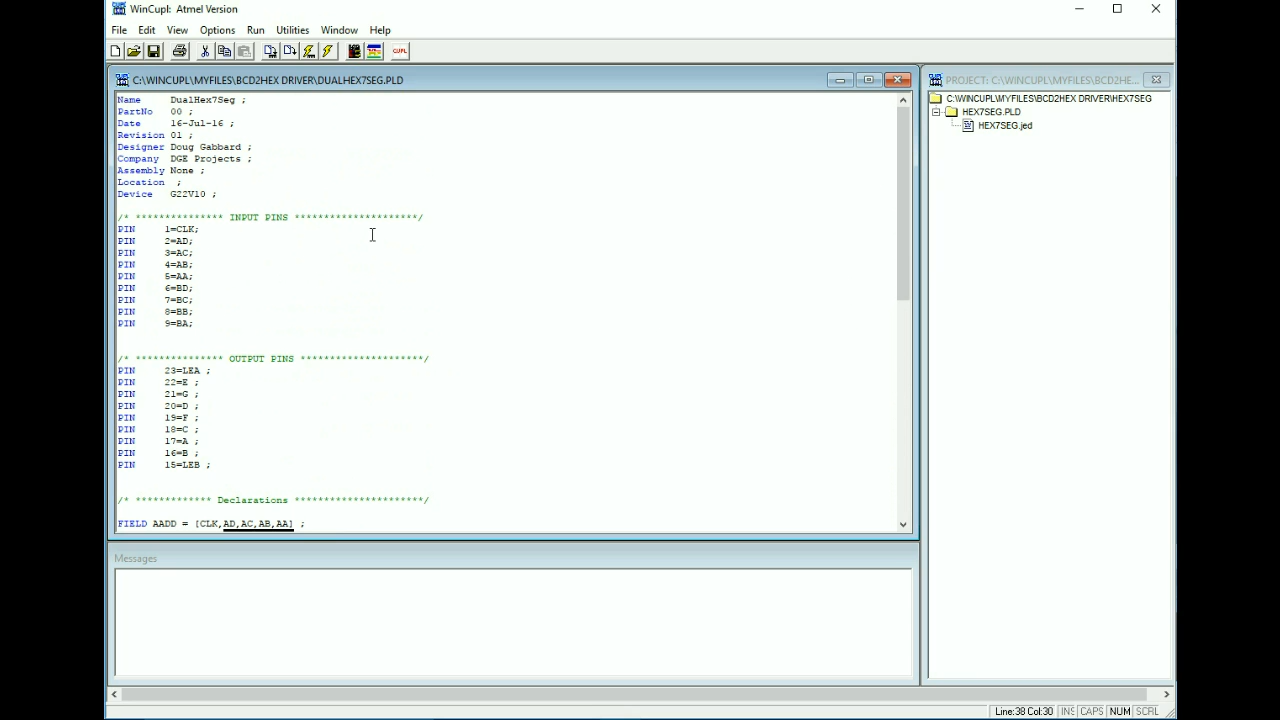 WinCupl: Atmel Version
File Edit View Options Run Utilities Window Help
CUPL
C:\WINCUPL\MYFILES\BCD2HEX DRIVER\DUALHEX7SEG.PLD
Name DualHex7Seg ;
PartNo 00 ;
Date 16-Jul-16 ;
Revision 01 ;
Designer Doug Gabbard ;
Company DGE Projects ;
Assembly None ;
Location ;
Device G22V10 ;
/* *************** INPUT PINS *********************/
PIN 1=CLK;
PIN 2=AD;
PIN 3=AC;
PIN 4=AB;
PIN 5=AA;
PIN 6=BD;
PIN 7=BC;
PIN 8=BB;
PIN 9=BA;
/* *************** OUTPUT PINS *********************/
PIN 23=LEA ;
PIN 22=E ;
PIN 21=G ;
PIN 20=D ;
PIN 19=F ;
PIN 18=C ;
PIN 17=A ;
PIN 16=B ;
PIN 15=LEB ;
/* ************* Declarations **********************/
FIELD AADD = [CLK,AD,AC,AB,AA] ;
PROJECT: C:\WINCUPL\MYFILES\BCD2HE...
C:\WINCUPL\MYFILES\BCD2HEX DRIVER\HEX7SEG
HEX7SEG.PLD
HEX7SEG.jed
Messages
Line:38 Col:30 INS CAPS NUM SCRL